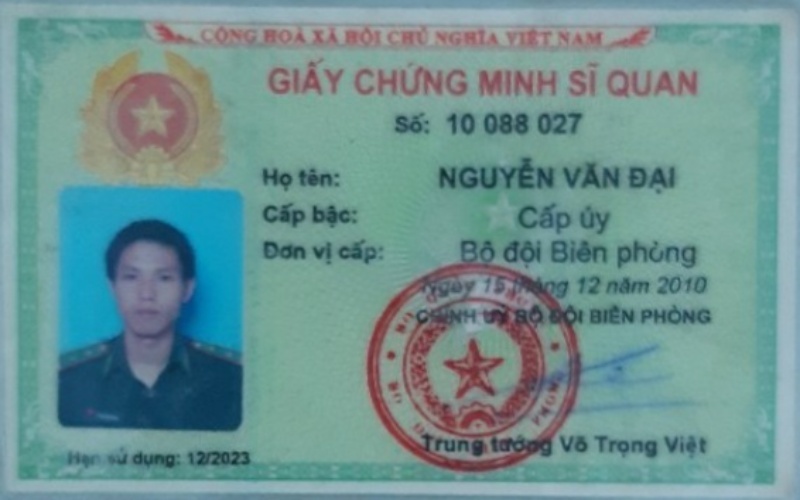 CỘNG HOÀ XÃ HỘI CHỦ NGHĨA VIỆT NAM
GIẤY CHỨNG MINH SĨ QUAN
Số: 10 088 027
Họ tên: NGUYỄN VĂN ĐẠI
Cấp bậc: Cấp úy
Đơn vị cấp: Bộ đội Biên phòng
Ngày 15 tháng 12 năm 2010
CHÍNH UỶ BỘ ĐỘI BIÊN PHÒNG
Trung tướng Võ Trọng Việt
Hạn sử dụng: 12/2023